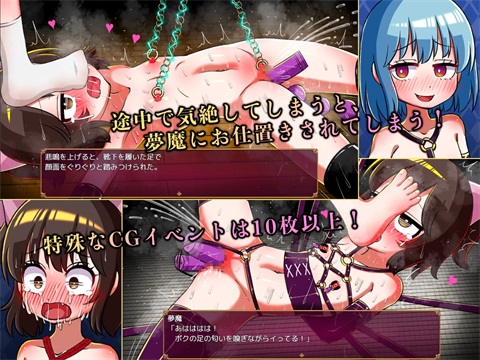 途中で気絶してしまうと、
夢魔にお仕置きされてしまう!
悲鳴を上げると、靴下を履いた足で
顔面をぐりぐりと踏みつけられた。
特殊なCGイベントは10枚以上!
夢魔
「あはははは!
ボクの足の匂いを嗅ぎながらイってる!」